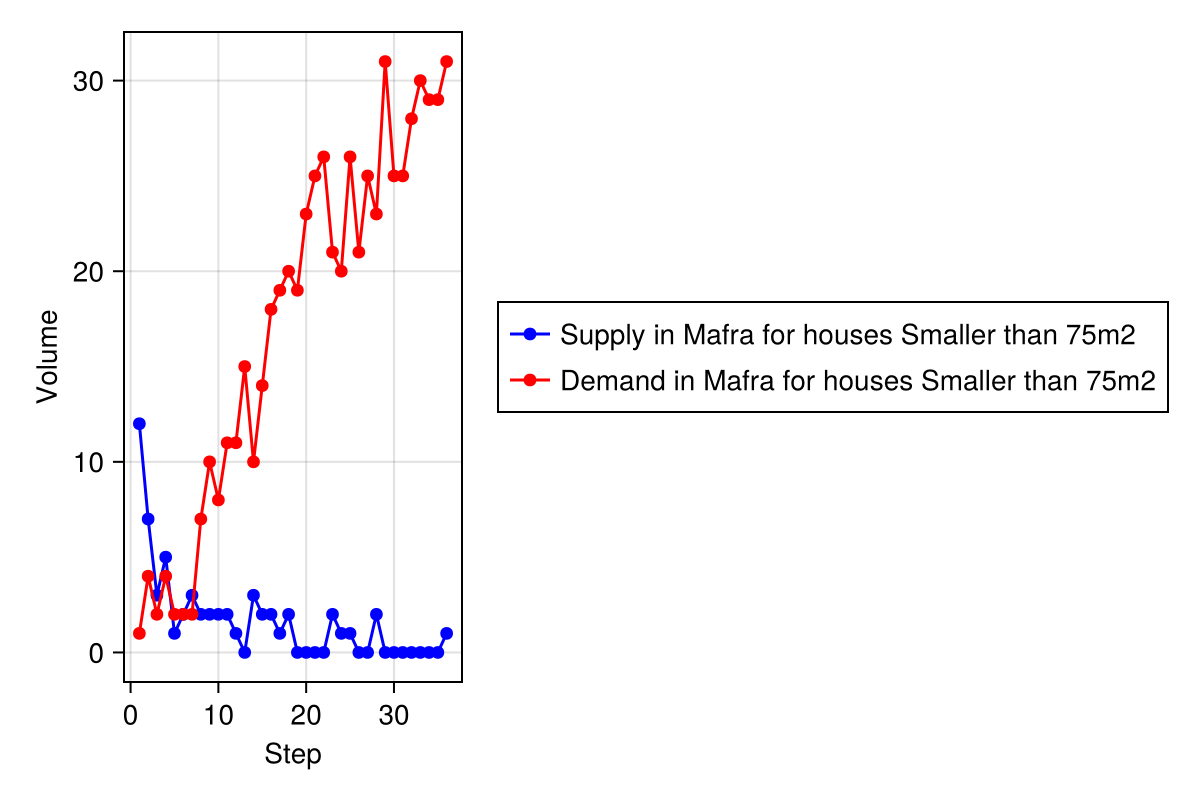 Volume
30
20
10
0
0 10 20 30
Step
Supply in Mafra for houses Smaller than 75m2
Demand in Mafra for houses Smaller than 75m2